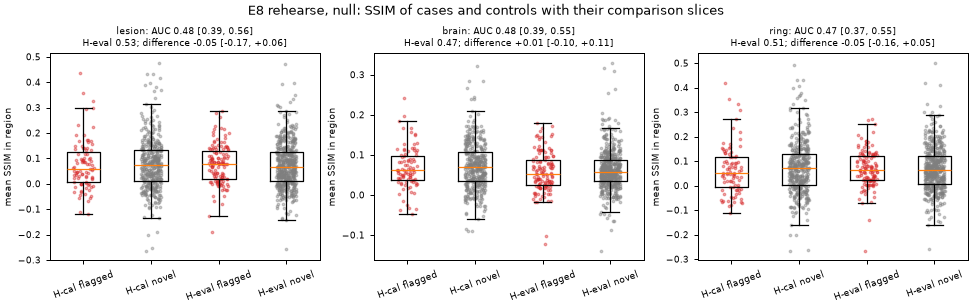 E8 rehearse, null: SSIM of cases and controls with their comparison slices
lesion: AUC 0.48 [0.39, 0.56]
H-eval 0.53; difference -0.05 [-0.17, +0.06]
mean SSIM in region
0.5
0.4
0.3
0.2
0.1
0.0
−0.1
−0.2
−0.3
H-cal flagged
H-cal novel
H-eval flagged
H-eval novel
brain: AUC 0.48 [0.39, 0.55]
H-eval 0.47; difference +0.01 [-0.10, +0.11]
mean SSIM in region
0.3
0.2
0.1
0.0
−0.1
H-cal flagged
H-cal novel
H-eval flagged
H-eval novel
ring: AUC 0.47 [0.37, 0.55]
H-eval 0.51; difference -0.05 [-0.16, +0.05]
mean SSIM in region
0.5
0.4
0.3
0.2
0.1
0.0
−0.1
−0.2
−0.3
H-cal flagged
H-cal novel
H-eval flagged
H-eval novel